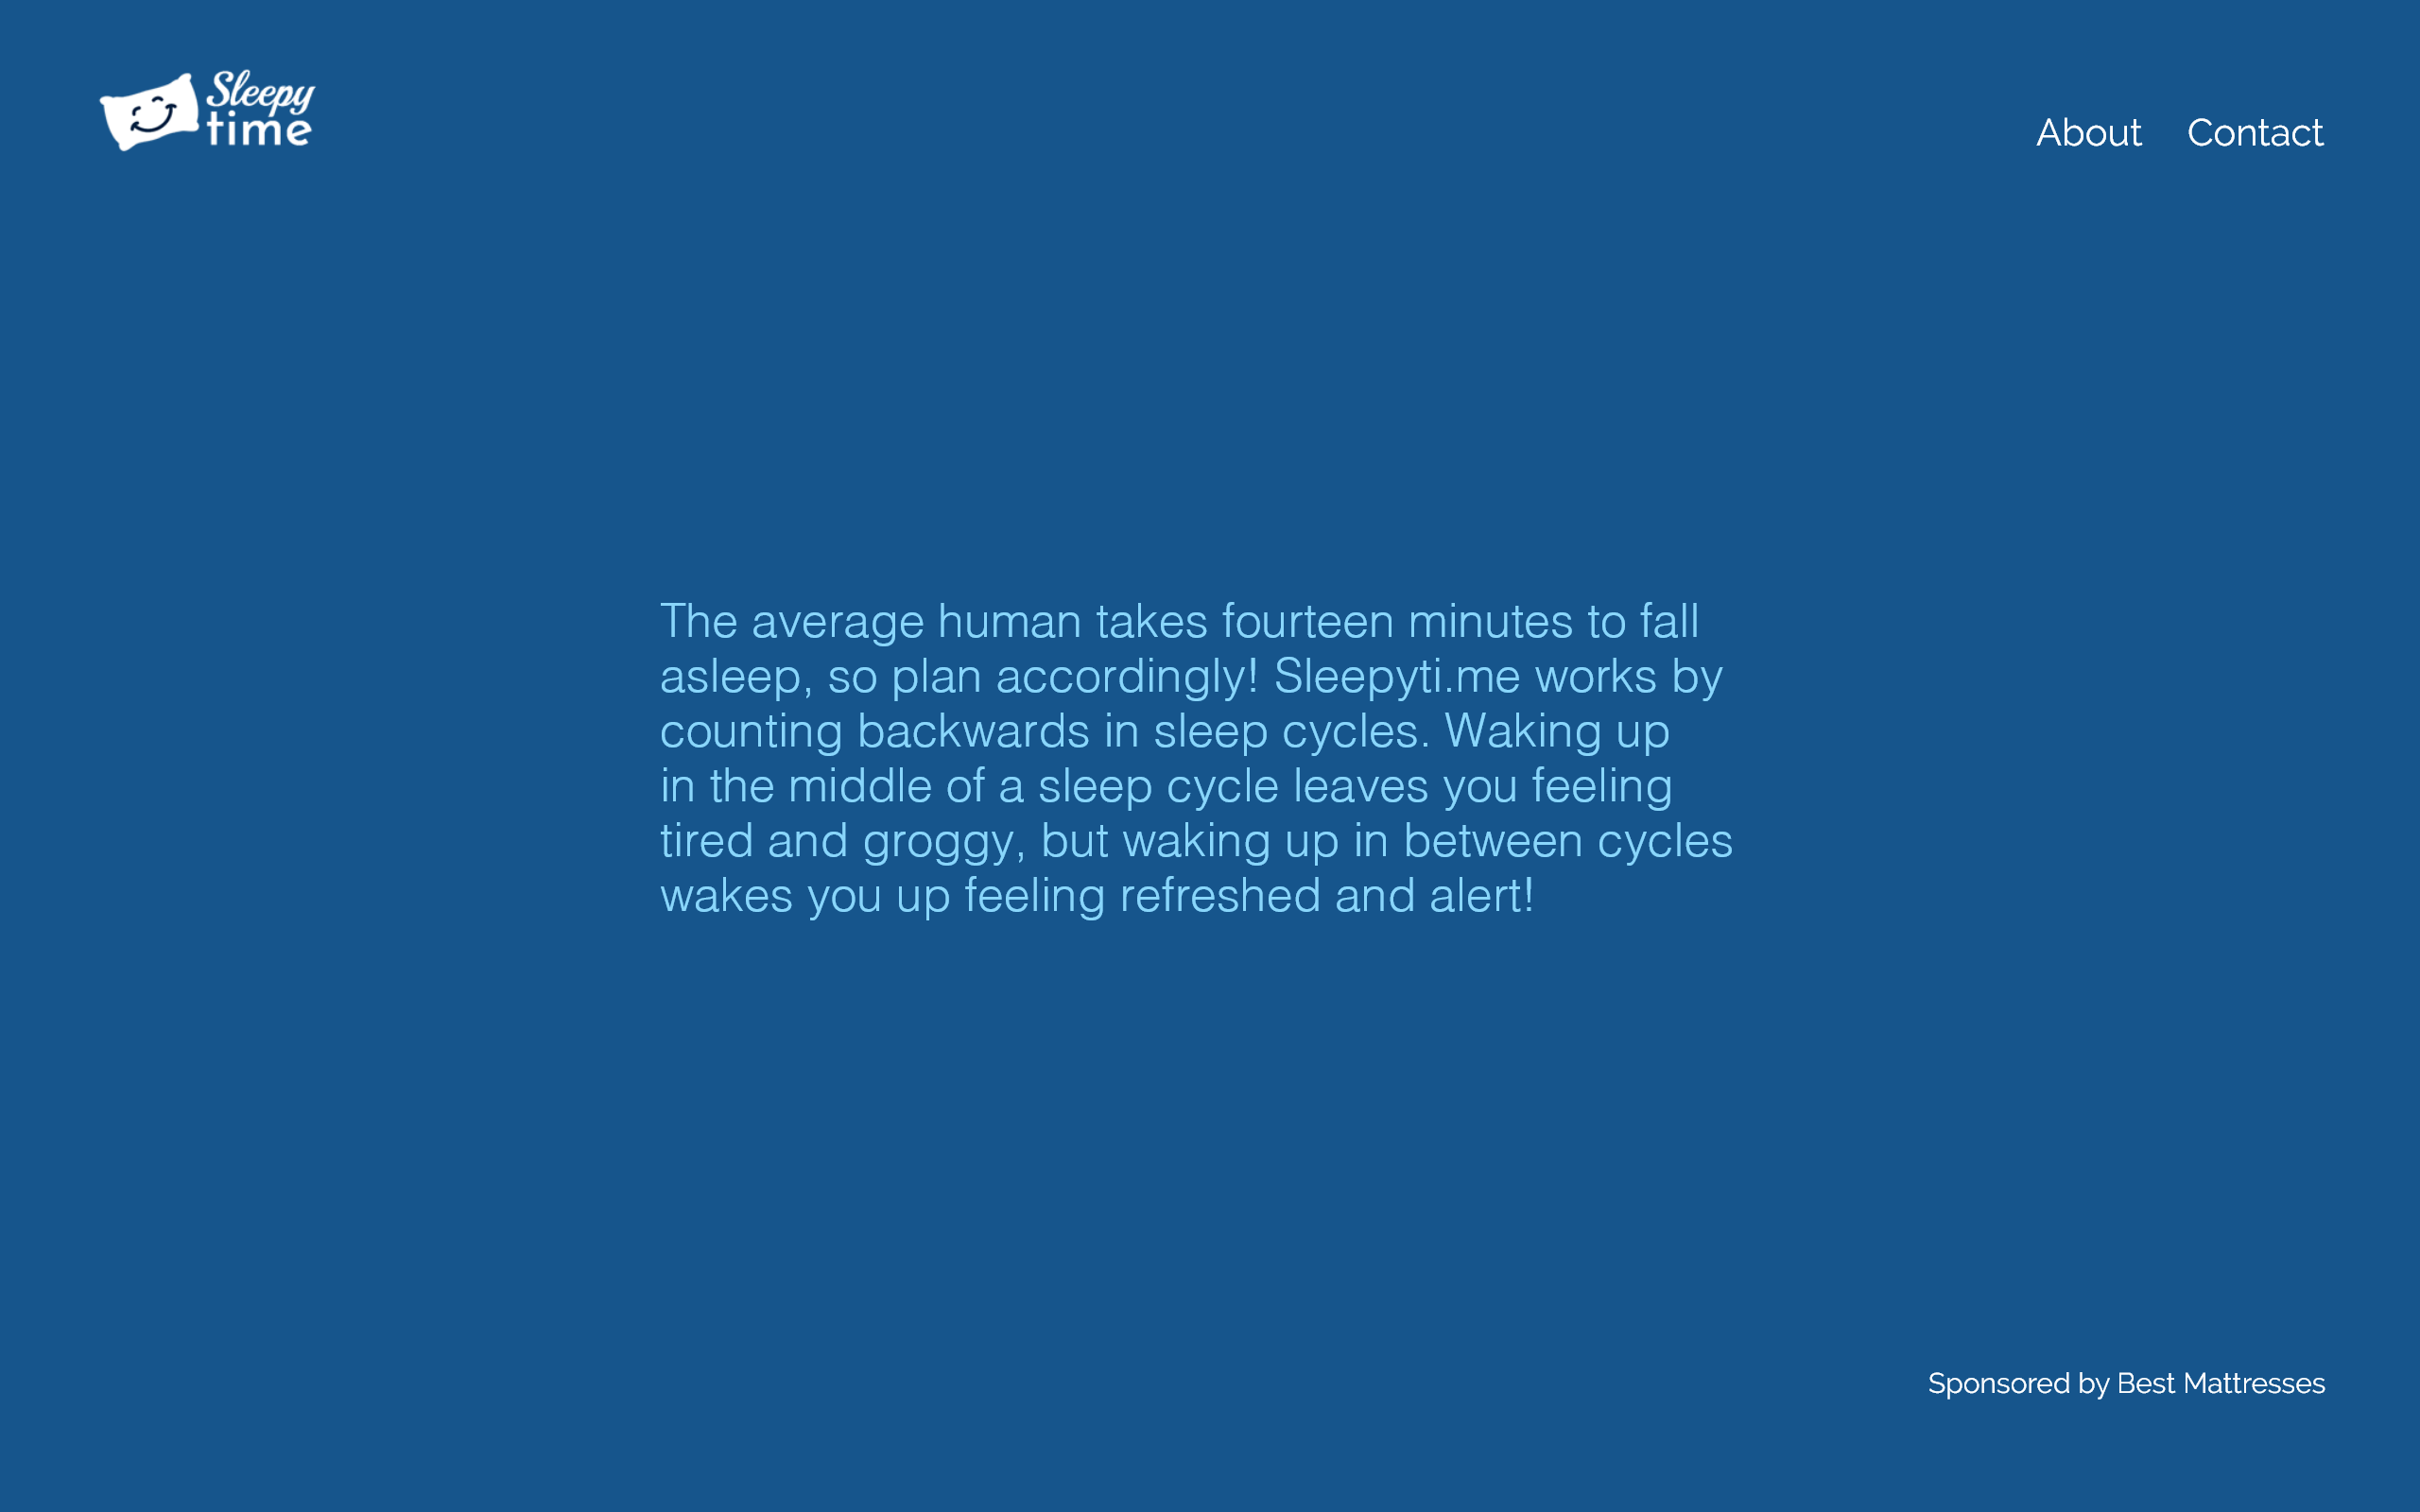 Sleepy
time
About Contact
The average human takes fourteen minutes to fall
asleep, so plan accordingly! Sleepyti.me works by
counting backwards in sleep cycles. Waking up
in the middle of a sleep cycle leaves you feeling
tired and groggy, but waking up in between cycles
wakes you up feeling refreshed and alert!
Sponsored by Best Mattresses